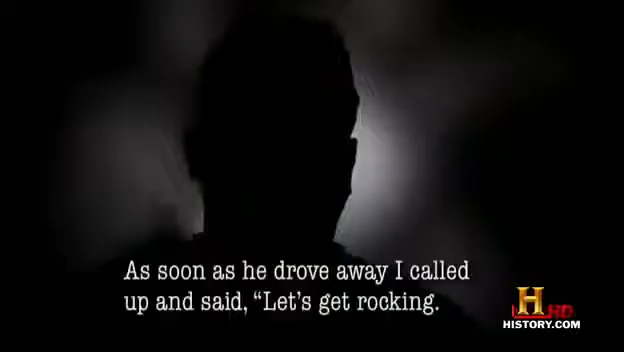 As soon as he drove away I called
up and said, “Let’s get rocking.
H HD
HISTORY.COM